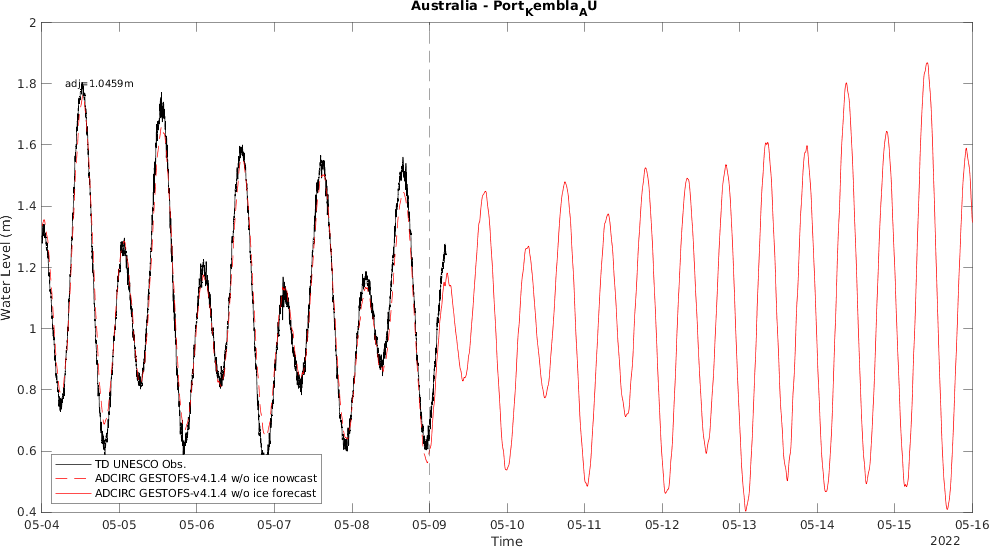 Australia - Port_Kembla_AU
2
1.8
1.6
1.4
1.2
1
0.8
0.6
0.4
Water Level (m)
adj=1.0459m
TD UNESCO Obs.
ADCIRC GESTOFS-v4.1.4 w/o ice nowcast
ADCIRC GESTOFS-v4.1.4 w/o ice forecast
05-04 05-05 05-06 05-07 05-08 05-09 05-10 05-11 05-12 05-13 05-14 05-15 05-16
Time
2022